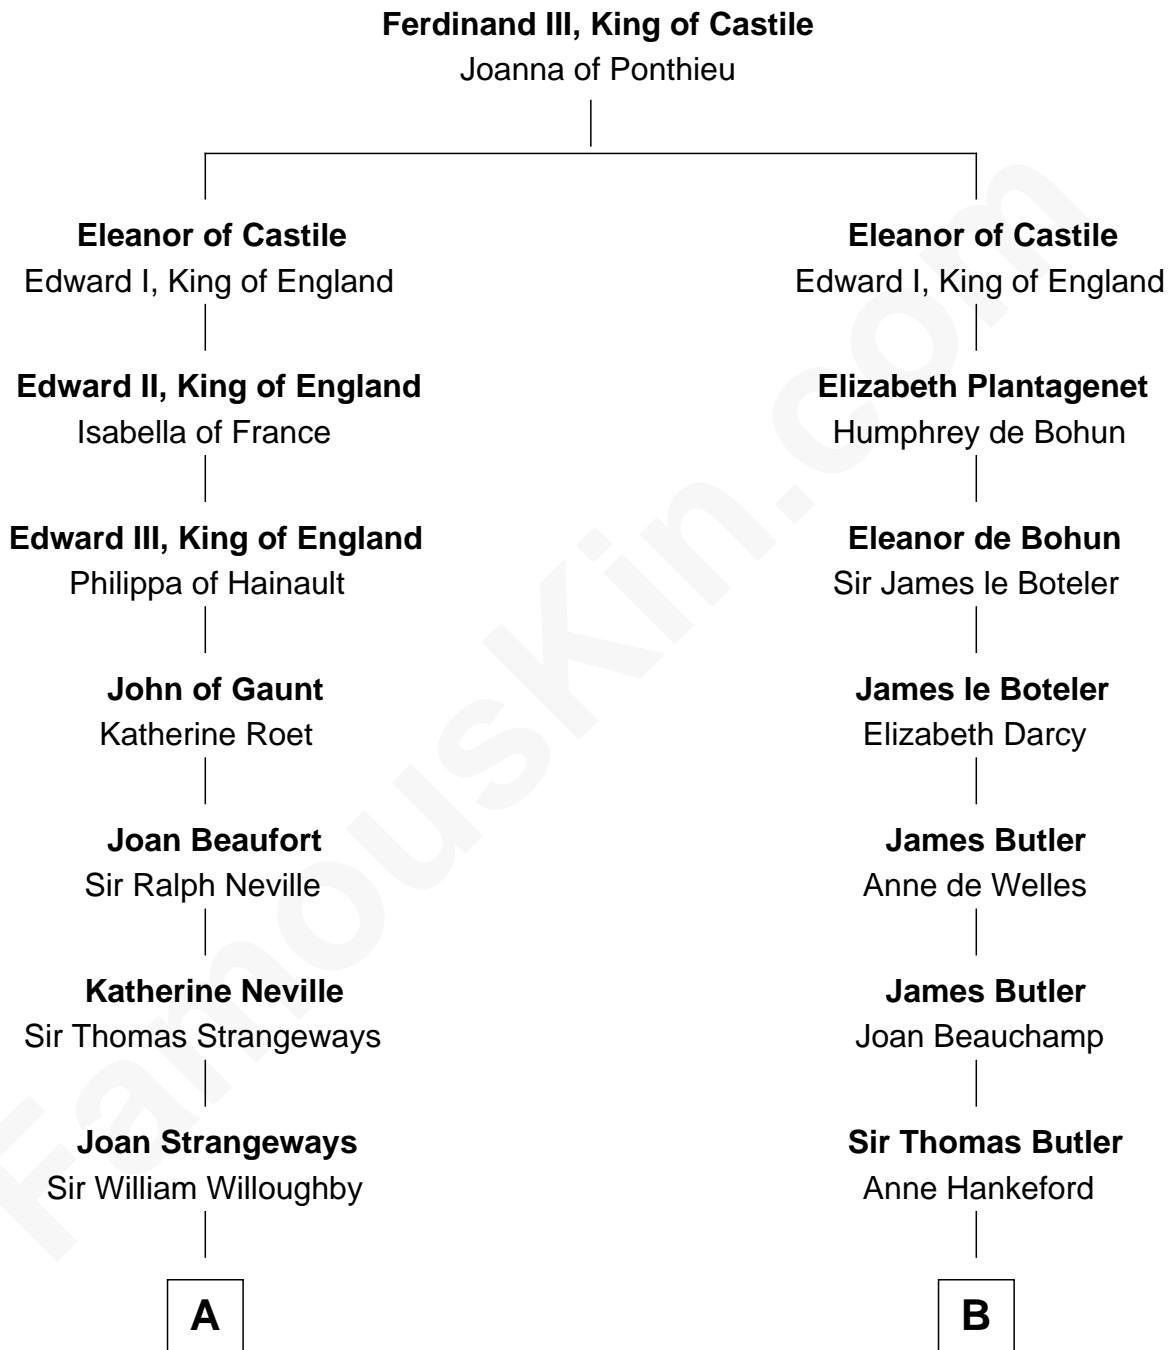 Ferdinand III, King of Castile
Joanna of Ponthieu
Eleanor of Castile
Edward I, King of England
Edward II, King of England
Isabella of France
Edward III, King of England
Philippa of Hainault
John of Gaunt
Katherine Roet
Joan Beaufort
Sir Ralph Neville
Katherine Neville
Sir Thomas Strangeways
Joan Strangeways
Sir William Willoughby
A
Eleanor of Castile
Edward I, King of England
Elizabeth Plantagenet
Humphrey de Bohun
Eleanor de Bohun
Sir James le Boteler
James le Boteler
Elizabeth Darcy
James Butler
Anne de Welles
James Butler
Joan Beauchamp
Sir Thomas Butler
Anne Hankeford
B
FamousKin.com